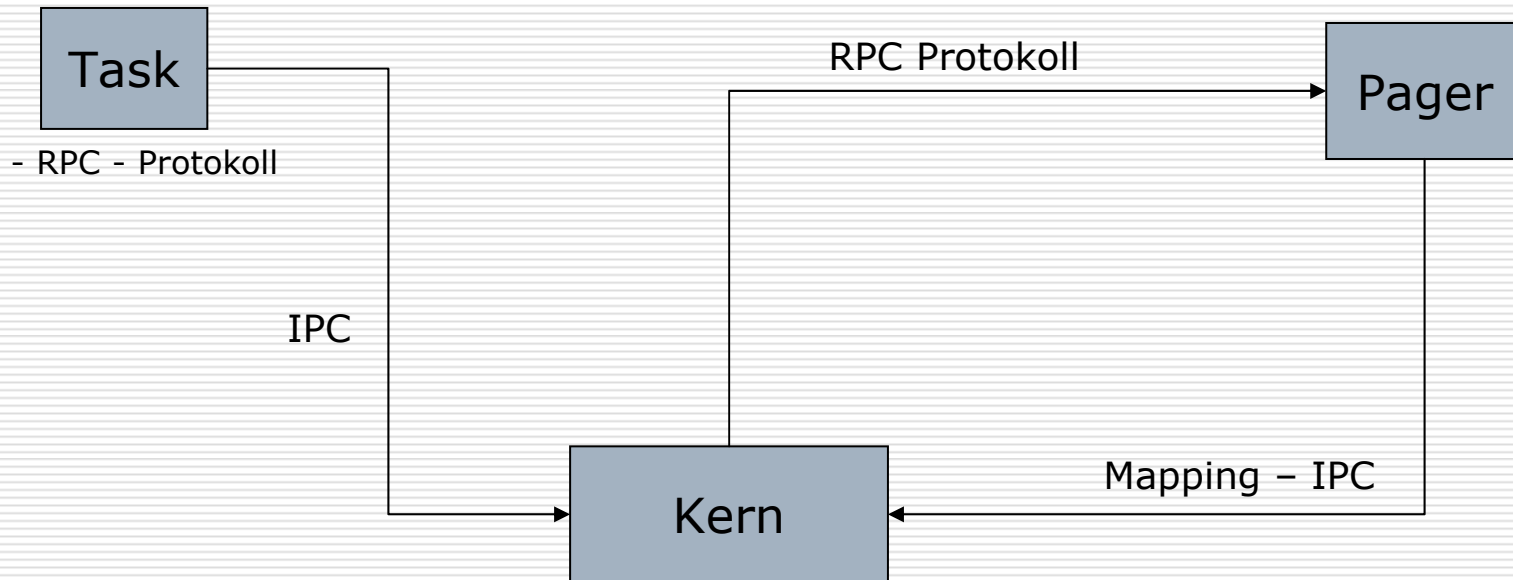 Task
RPC Protokoll
Pager
- RPC - Protokoll
IPC
Mapping – IPC
Kern